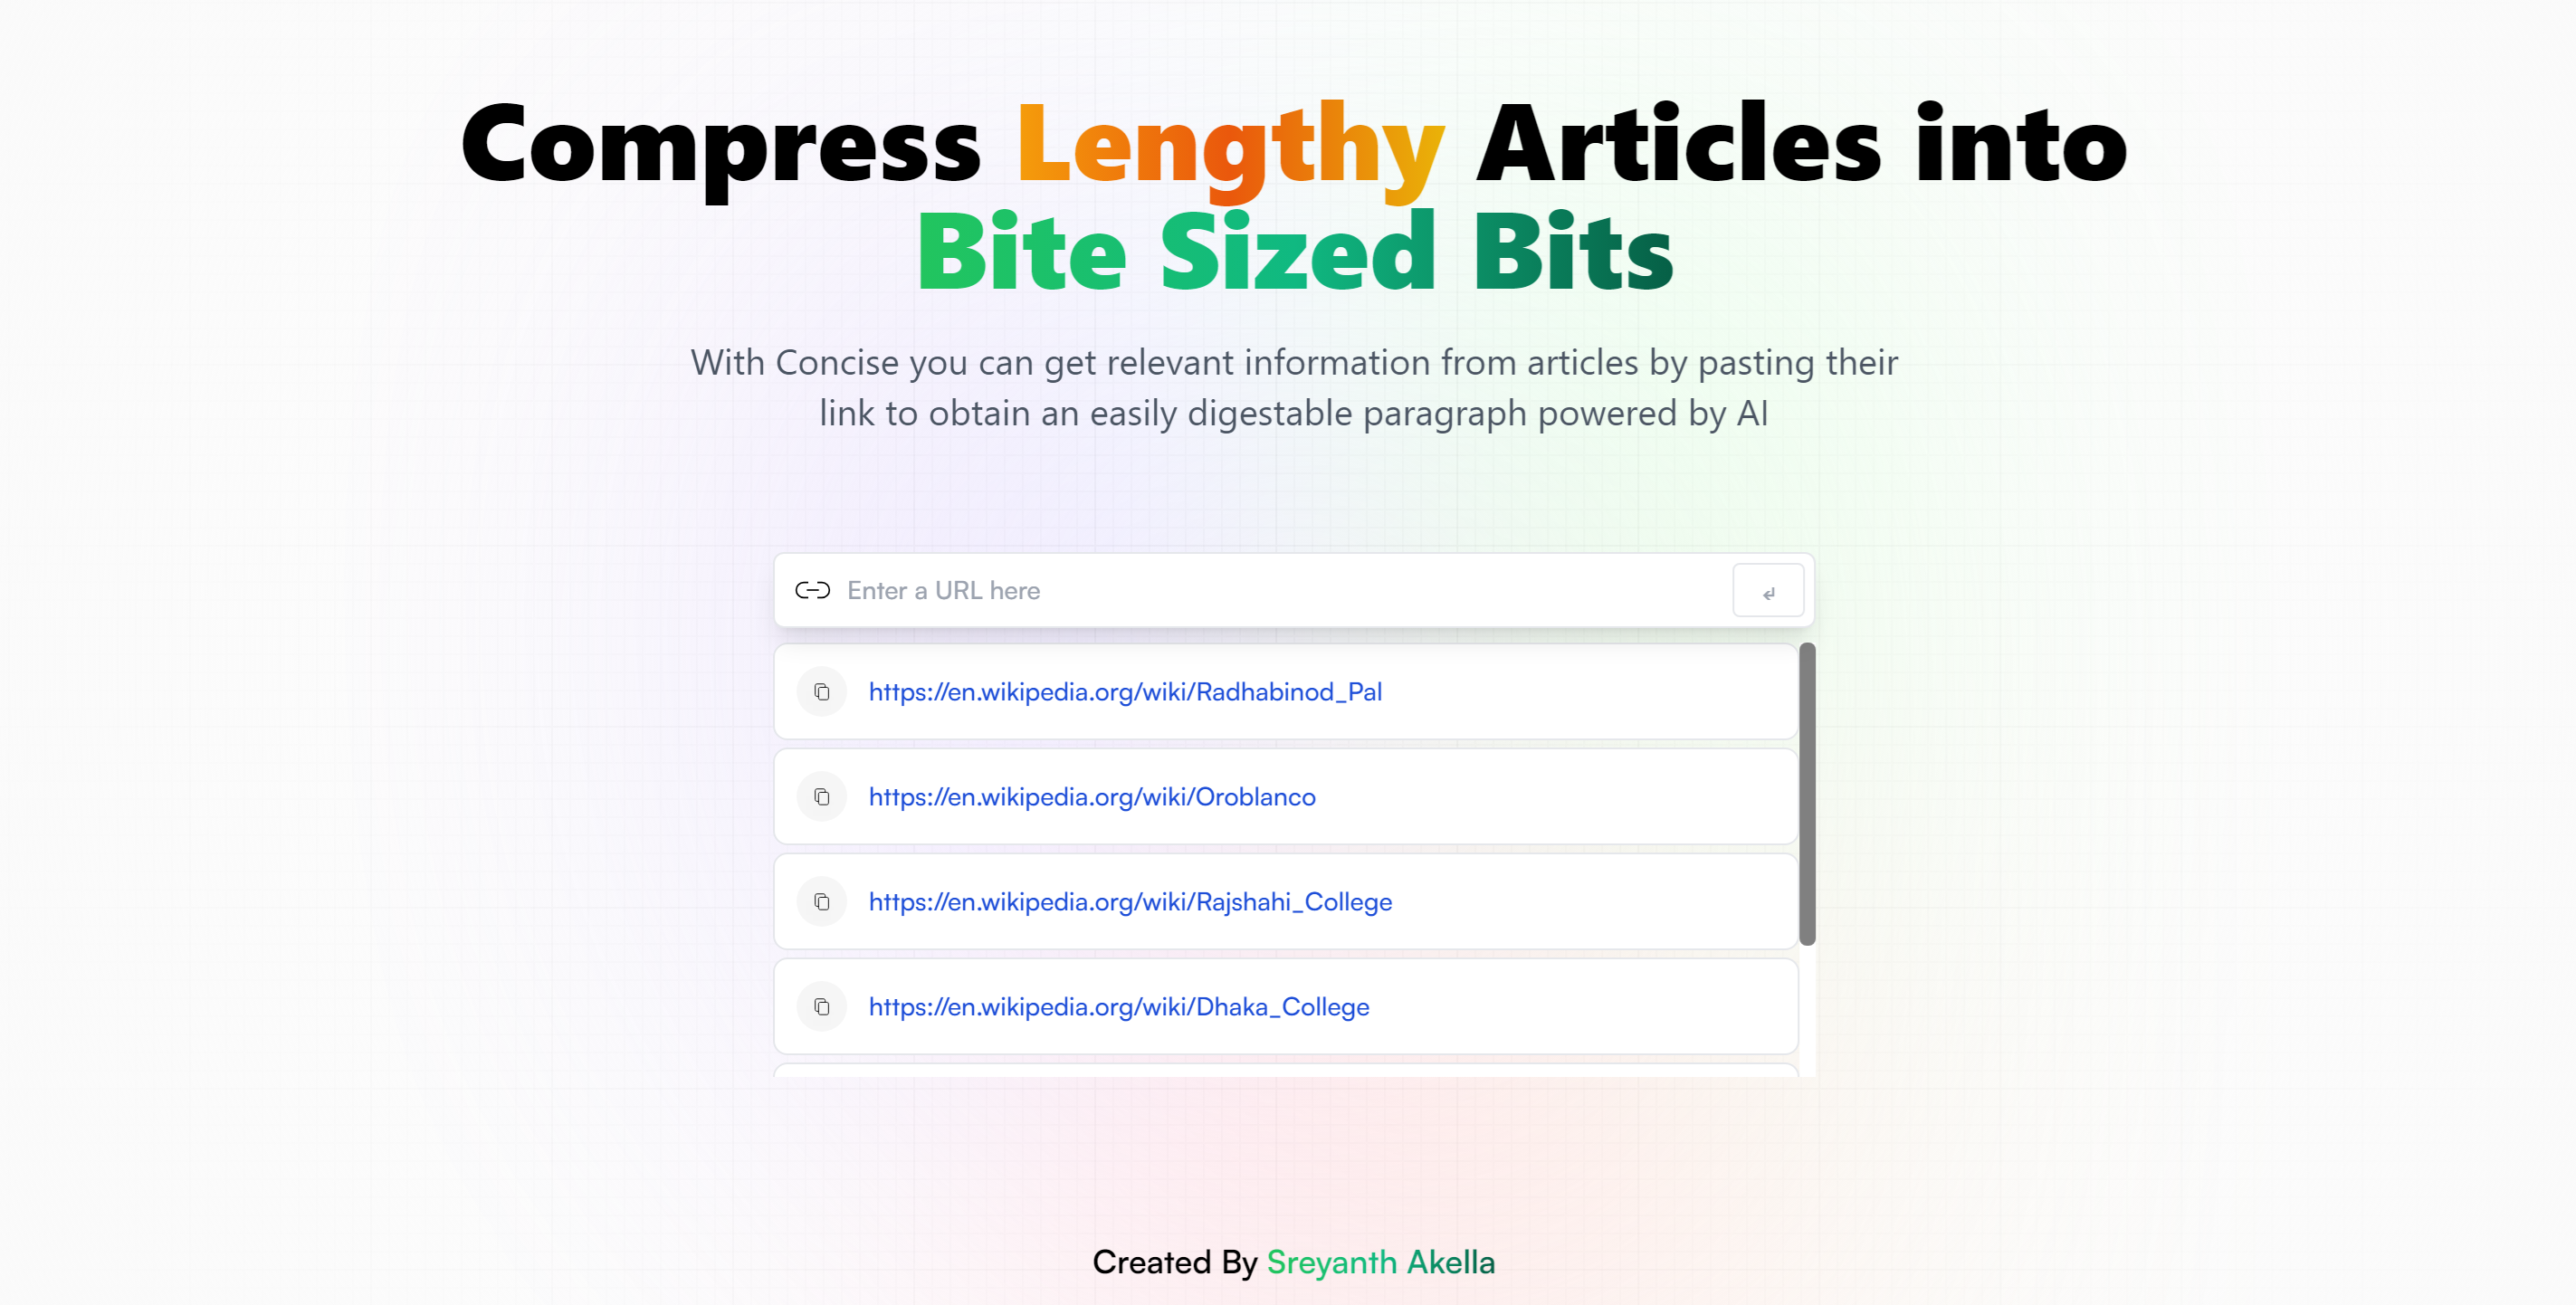 Compress Lengthy Articles into
Bite Sized Bits
With Concise you can get relevant information from articles by pasting their
link to obtain an easily digestable paragraph powered by AI
Enter a URL here
https://en.wikipedia.org/wiki/Radhabinod_Pal
https://en.wikipedia.org/wiki/Oroblanco
https://en.wikipedia.org/wiki/Rajshahi_College
https://en.wikipedia.org/wiki/Dhaka_College
Created By Sreyanth Akella